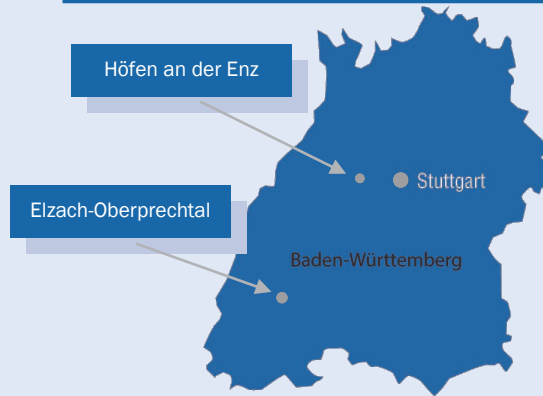 Höfen an der Enz
Stuttgart
Elzach-Oberprechtal
Baden-Württemberg